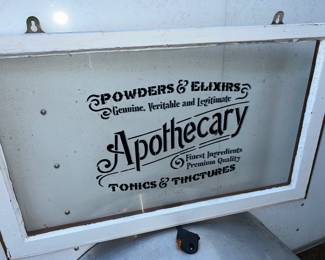 POWDERS & ELIXIRS
Genuine, Veritable and Legitimate
Apothecary
Finest Ingredients
Premium Quality
TONICS & TINCTURES